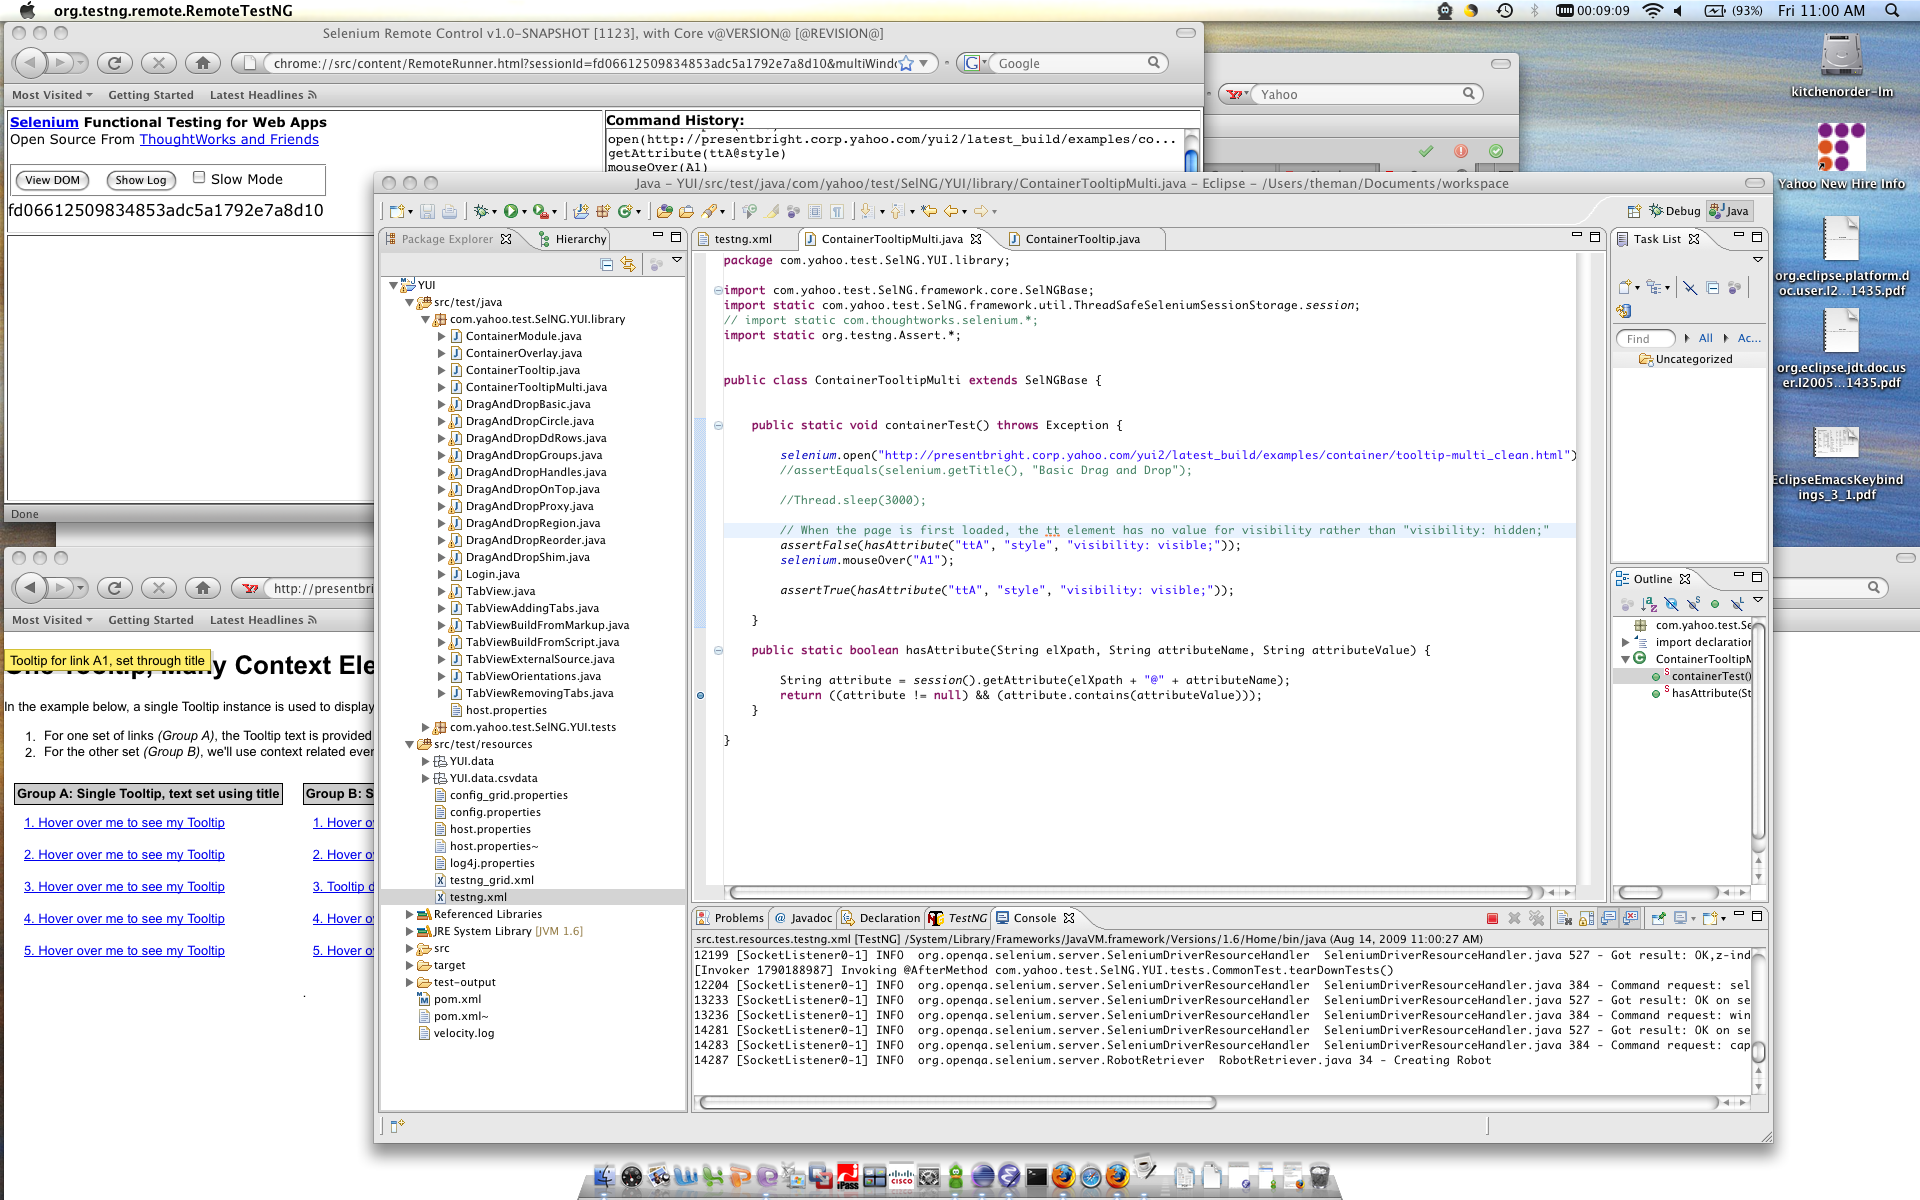 org.testng.remote.RemoteTestNG
00:09:09
(93%)
Fri 11:00 AM
Selenium Remote Control v1.0-SNAPSHOT [1123], with Core v@VERSION@ [@REVISION@]
chrome://src/content/RemoteRunner.html?sessionId=fd06612509834853adc5a1792e7a8d10&multiWind
Google
Most Visited
Getting Started
Latest Headlines
Yahoo
Selenium Functional Testing for Web Apps
Open Source From ThoughtWorks and Friends
View DOM
Show Log
Slow Mode
fd06612509834853adc5a1792e7a8d10
Command History:
open(http://presentbright.corp.yahoo.com/yui2/latest_build/examples/co...
getAttribute(ttA@style)
mouseOver(A1)
Done
Java - YUI/src/test/java/com/yahoo/test/SelNG/YUI/library/ContainerTooltipMulti.java - Eclipse - /Users/theman/Documents/workspace
Debug
Java
Package Explorer
Hierarchy
YUI
src/test/java
com.yahoo.test.SelNG.YUI.library
ContainerModule.java
ContainerOverlay.java
ContainerTooltip.java
ContainerTooltipMulti.java
DragAndDropBasic.java
DragAndDropCircle.java
DragAndDropDdRows.java
DragAndDropGroups.java
DragAndDropHandles.java
DragAndDropOnTop.java
DragAndDropProxy.java
DragAndDropRegion.java
DragAndDropReorder.java
DragAndDropShim.java
Login.java
TabView.java
TabViewAddingTabs.java
TabViewBuildFromMarkup.java
TabViewBuildFromScript.java
TabViewExternalSource.java
TabViewOrientations.java
TabViewRemovingTabs.java
host.properties
com.yahoo.test.SelNG.YUI.tests
src/test/resources
YUI.data
YUI.data.csvdata
config_grid.properties
config.properties
host.properties
host.properties~
log4j.properties
testng_grid.xml
testng.xml
Referenced Libraries
JRE System Library [JVM 1.6]
src
target
test-output
pom.xml
pom.xml~
velocity.log
testng.xml
ContainerTooltipMulti.java
ContainerTooltip.java
package com.yahoo.test.SelNG.YUI.library;
import com.yahoo.test.SelNG.framework.core.SelNGBase;
import static com.yahoo.test.SelNG.framework.util.ThreadSafeSeleniumSessionStorage.session;
// import static com.thoughtworks.selenium.*;
import static org.testng.Assert.*;
public class ContainerTooltipMulti extends SelNGBase {
public static void containerTest() throws Exception {
selenium.open("http://presentbright.corp.yahoo.com/yui2/latest_build/examples/container/tooltip-multi_clean.html")
//assertEquals(selenium.getTitle(), "Basic Drag and Drop");
//Thread.sleep(3000);
// When the page is first loaded, the tt element has no value for visibility rather than "visibility: hidden;"
assertFalse(hasAttribute("ttA", "style", "visibility: visible;"));
selenium.mouseOver("A1");
assertTrue(hasAttribute("ttA", "style", "visibility: visible;"));
}
public static boolean hasAttribute(String elXpath, String attributeName, String attributeValue) {
String attribute = session().getAttribute(elXpath + "@" + attributeName);
return ((attribute != null) && (attribute.contains(attributeValue)));
}
}
Task List
Find
All
Ac...
Uncategorized
Outline
com.yahoo.test.Se
import declaration
ContainerTooltipM
containerTest()
hasAttribute(St
Problems
Javadoc
Declaration
TestNG
Console
src.test.resources.testng.xml [TestNG] /System/Library/Frameworks/JavaVM.framework/Versions/1.6/Home/bin/java (Aug 14, 2009 11:00:27 AM)
12199 [SocketListener0-1] INFO org.openqa.selenium.server.SeleniumDriverResourceHandler SeleniumDriverResourceHandler.java 527 - Got result: OK,z-ind
[Invoker 1790188987] Invoking @AfterMethod com.yahoo.test.SelNG.YUI.tests.CommonTest.tearDownTests()
12204 [SocketListener0-1] INFO org.openqa.selenium.server.SeleniumDriverResourceHandler SeleniumDriverResourceHandler.java 384 - Command request: sel
13233 [SocketListener0-1] INFO org.openqa.selenium.server.SeleniumDriverResourceHandler SeleniumDriverResourceHandler.java 527 - Got result: OK on se
13236 [SocketListener0-1] INFO org.openqa.selenium.server.SeleniumDriverResourceHandler SeleniumDriverResourceHandler.java 384 - Command request: win
14281 [SocketListener0-1] INFO org.openqa.selenium.server.SeleniumDriverResourceHandler SeleniumDriverResourceHandler.java 527 - Got result: OK on se
14283 [SocketListener0-1] INFO org.openqa.selenium.server.SeleniumDriverResourceHandler SeleniumDriverResourceHandler.java 384 - Command request: cap
14287 [SocketListener0-1] INFO org.openqa.selenium.server.RobotRetriever RobotRetriever.java 34 - Creating Robot
http://presentbri
Most Visited
Getting Started
Latest Headlines
Tooltip for link A1, set through title
One Tooltip, Many Context Ele
In the example below, a single Tooltip instance is used to display
1. For one set of links (Group A), the Tooltip text is provided
2. For the other set (Group B), we'll use context related ever
Group A: Single Tooltip, text set using title
1. Hover over me to see my Tooltip
2. Hover over me to see my Tooltip
3. Hover over me to see my Tooltip
4. Hover over me to see my Tooltip
5. Hover over me to see my Tooltip
Group B: S
1. Hover o
2. Hover o
3. Tooltip d
4. Hover o
5. Hover o
kitchenorder-lm
Yahoo New Hire Info
org.eclipse.platform.d
oc.user.I2...1435.pdf
org.eclipse.jdt.doc.us
er.I2005...1435.pdf
EclipseEmacsKeybind
ings_3_1.pdf
iPass
CISCO